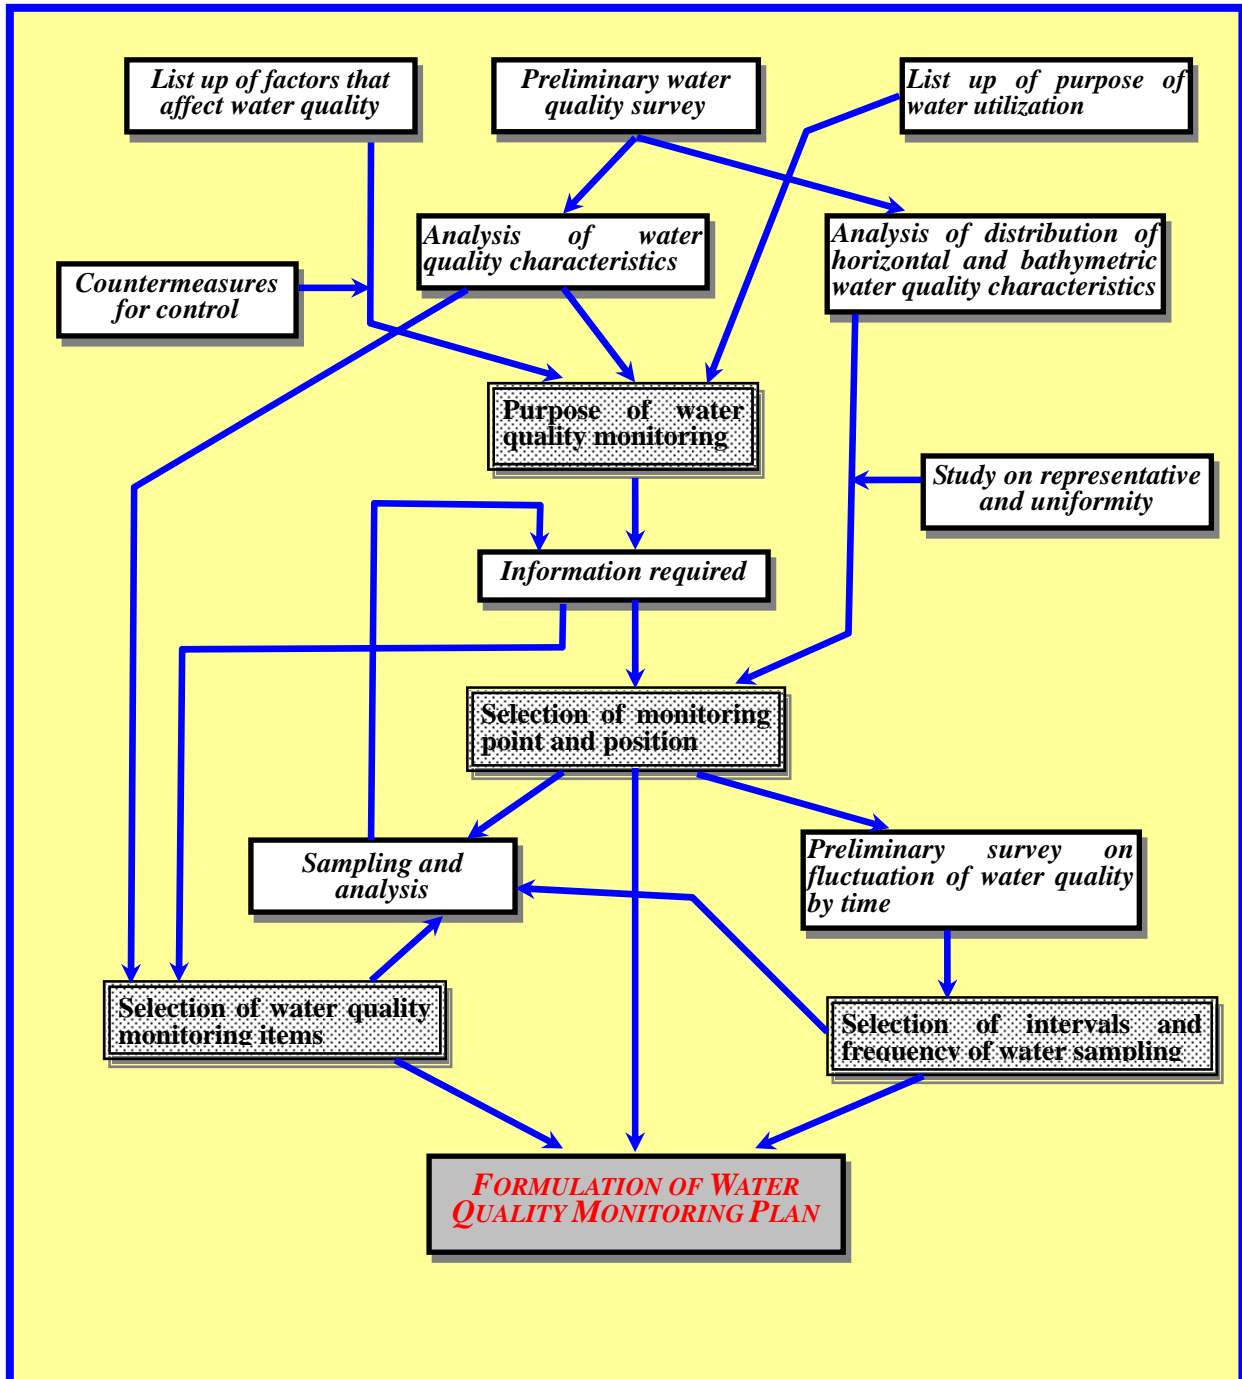 List up of factors that
affect water quality
Preliminary water
quality survey
List up of purpose of
water utilization
Analysis of water
quality characteristics
Analysis of distribution of
horizontal and bathymetric
water quality characteristics
Countermeasures
for control
Purpose of water
quality monitoring
Study on representative
and uniformity
Information required
Selection of monitoring
point and position
Sampling and
analysis
Preliminary survey on
fluctuation of water quality
by time
Selection of water quality
monitoring items
Selection of intervals and
frequency of water sampling
FORMULATION OF WATER
QUALITY MONITORING PLAN